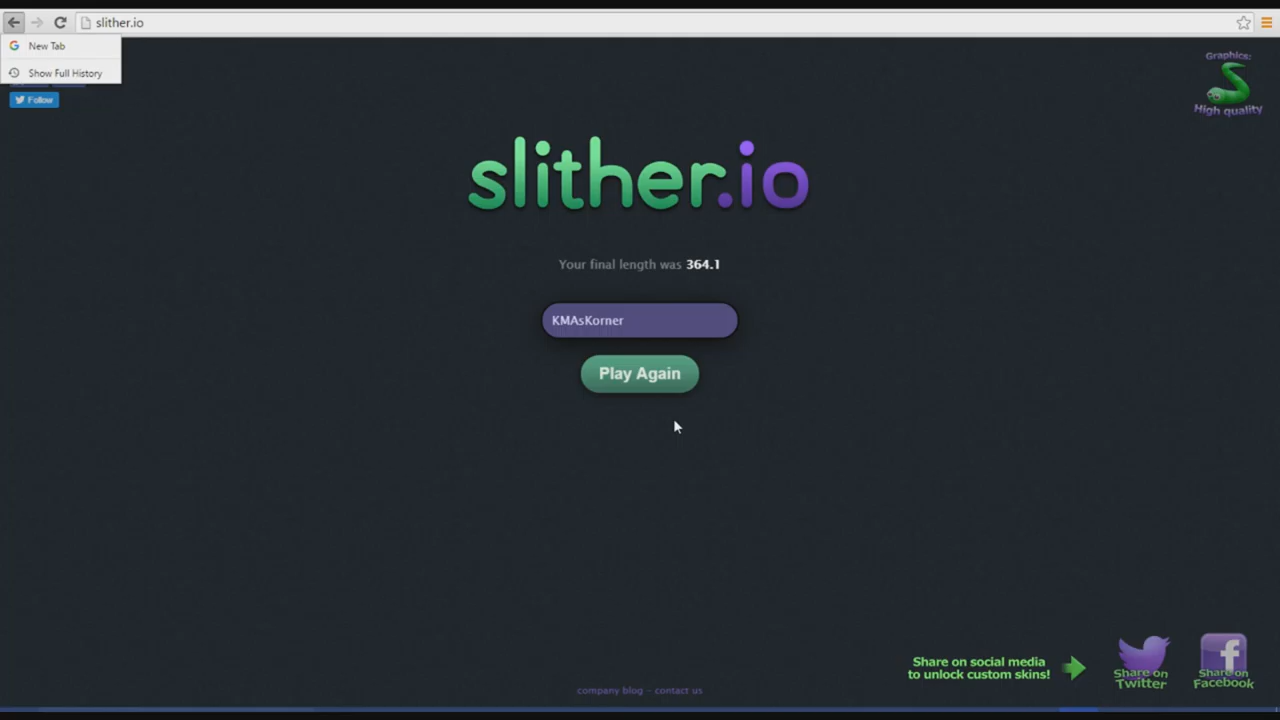 slither.io
New Tab
Show Full History
Follow
Graphics:
High quality
slither.io
Your final length was 364.1
KMAsKorner
Play Again
Share on social media
to unlock custom skins!
Share on
Twitter
f
Share on
Facebook
company blog - contact us